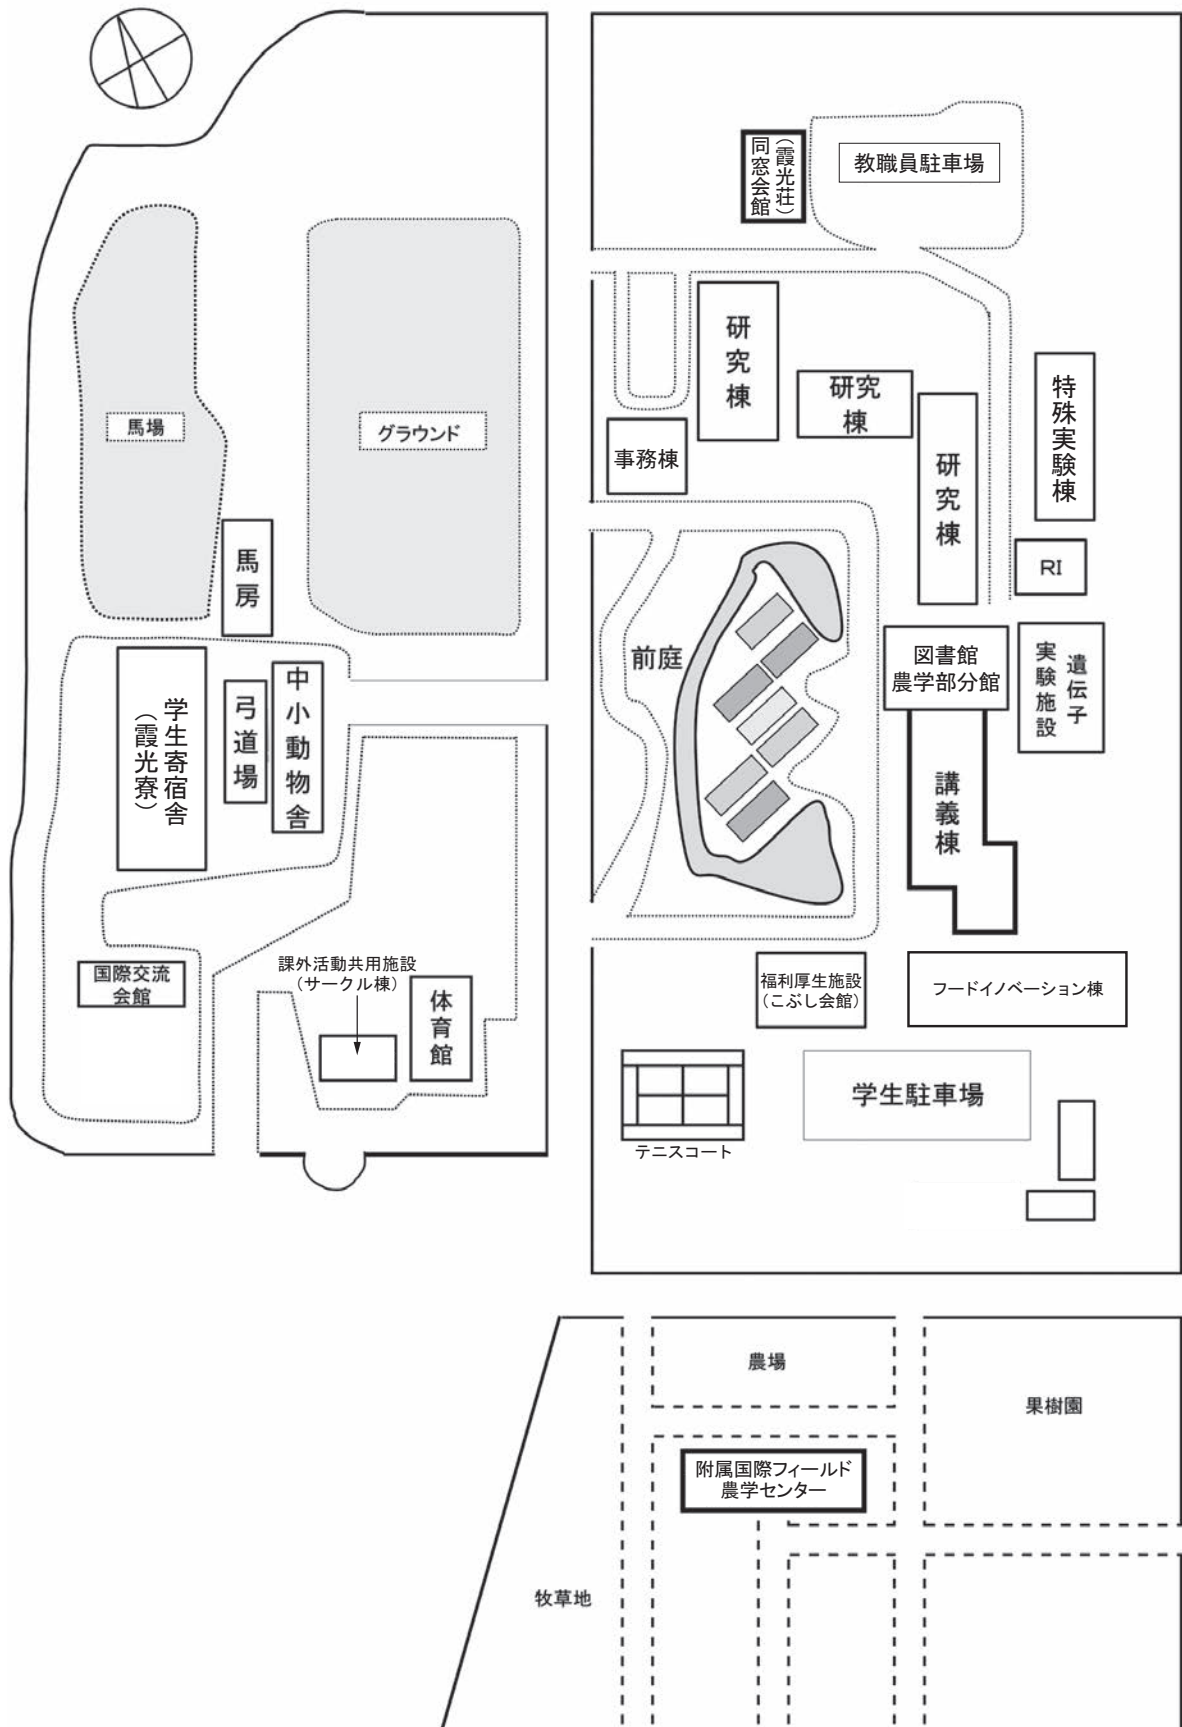 同窓会館
（霞光荘）
教職員駐車場
研究棟
研究
棟
特殊実験棟
馬場
グラウンド
事務棟
研究棟
馬房
RI
前庭
図書館
農学部分館
遺伝子
実験施設
学生寄宿舎
（霞光寮）
弓道場
中小動物舎
講義棟
国際交流
会館
課外活動共用施設
（サークル棟）
体育館
福利厚生施設
（こぶし会館）
フードイノベーション棟
学生駐車場
テニスコート
農場
果樹園
附属国際フィールド
農学センター
牧草地